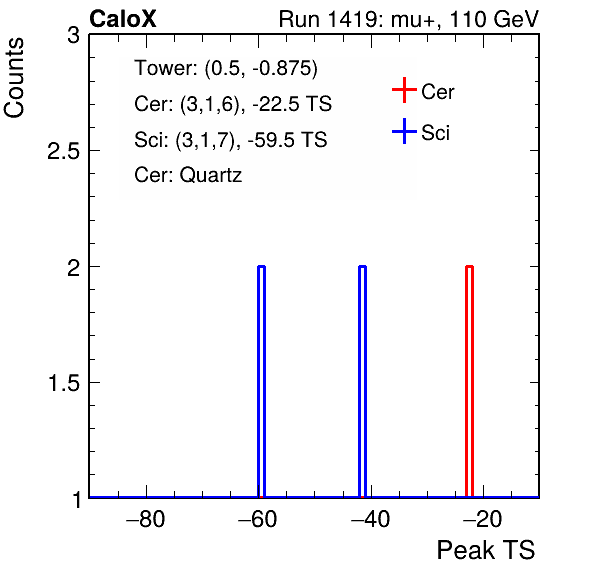 CaloX Run 1419: mu+, 110 GeV
Counts
3
2.5
2
1.5
1
Tower: (0.5, -0.875)
Cer: (3,1,6), -22.5 TS
Sci: (3,1,7), -59.5 TS
Cer: Quartz
Cer
Sci
−80 −60 −40 −20
Peak TS